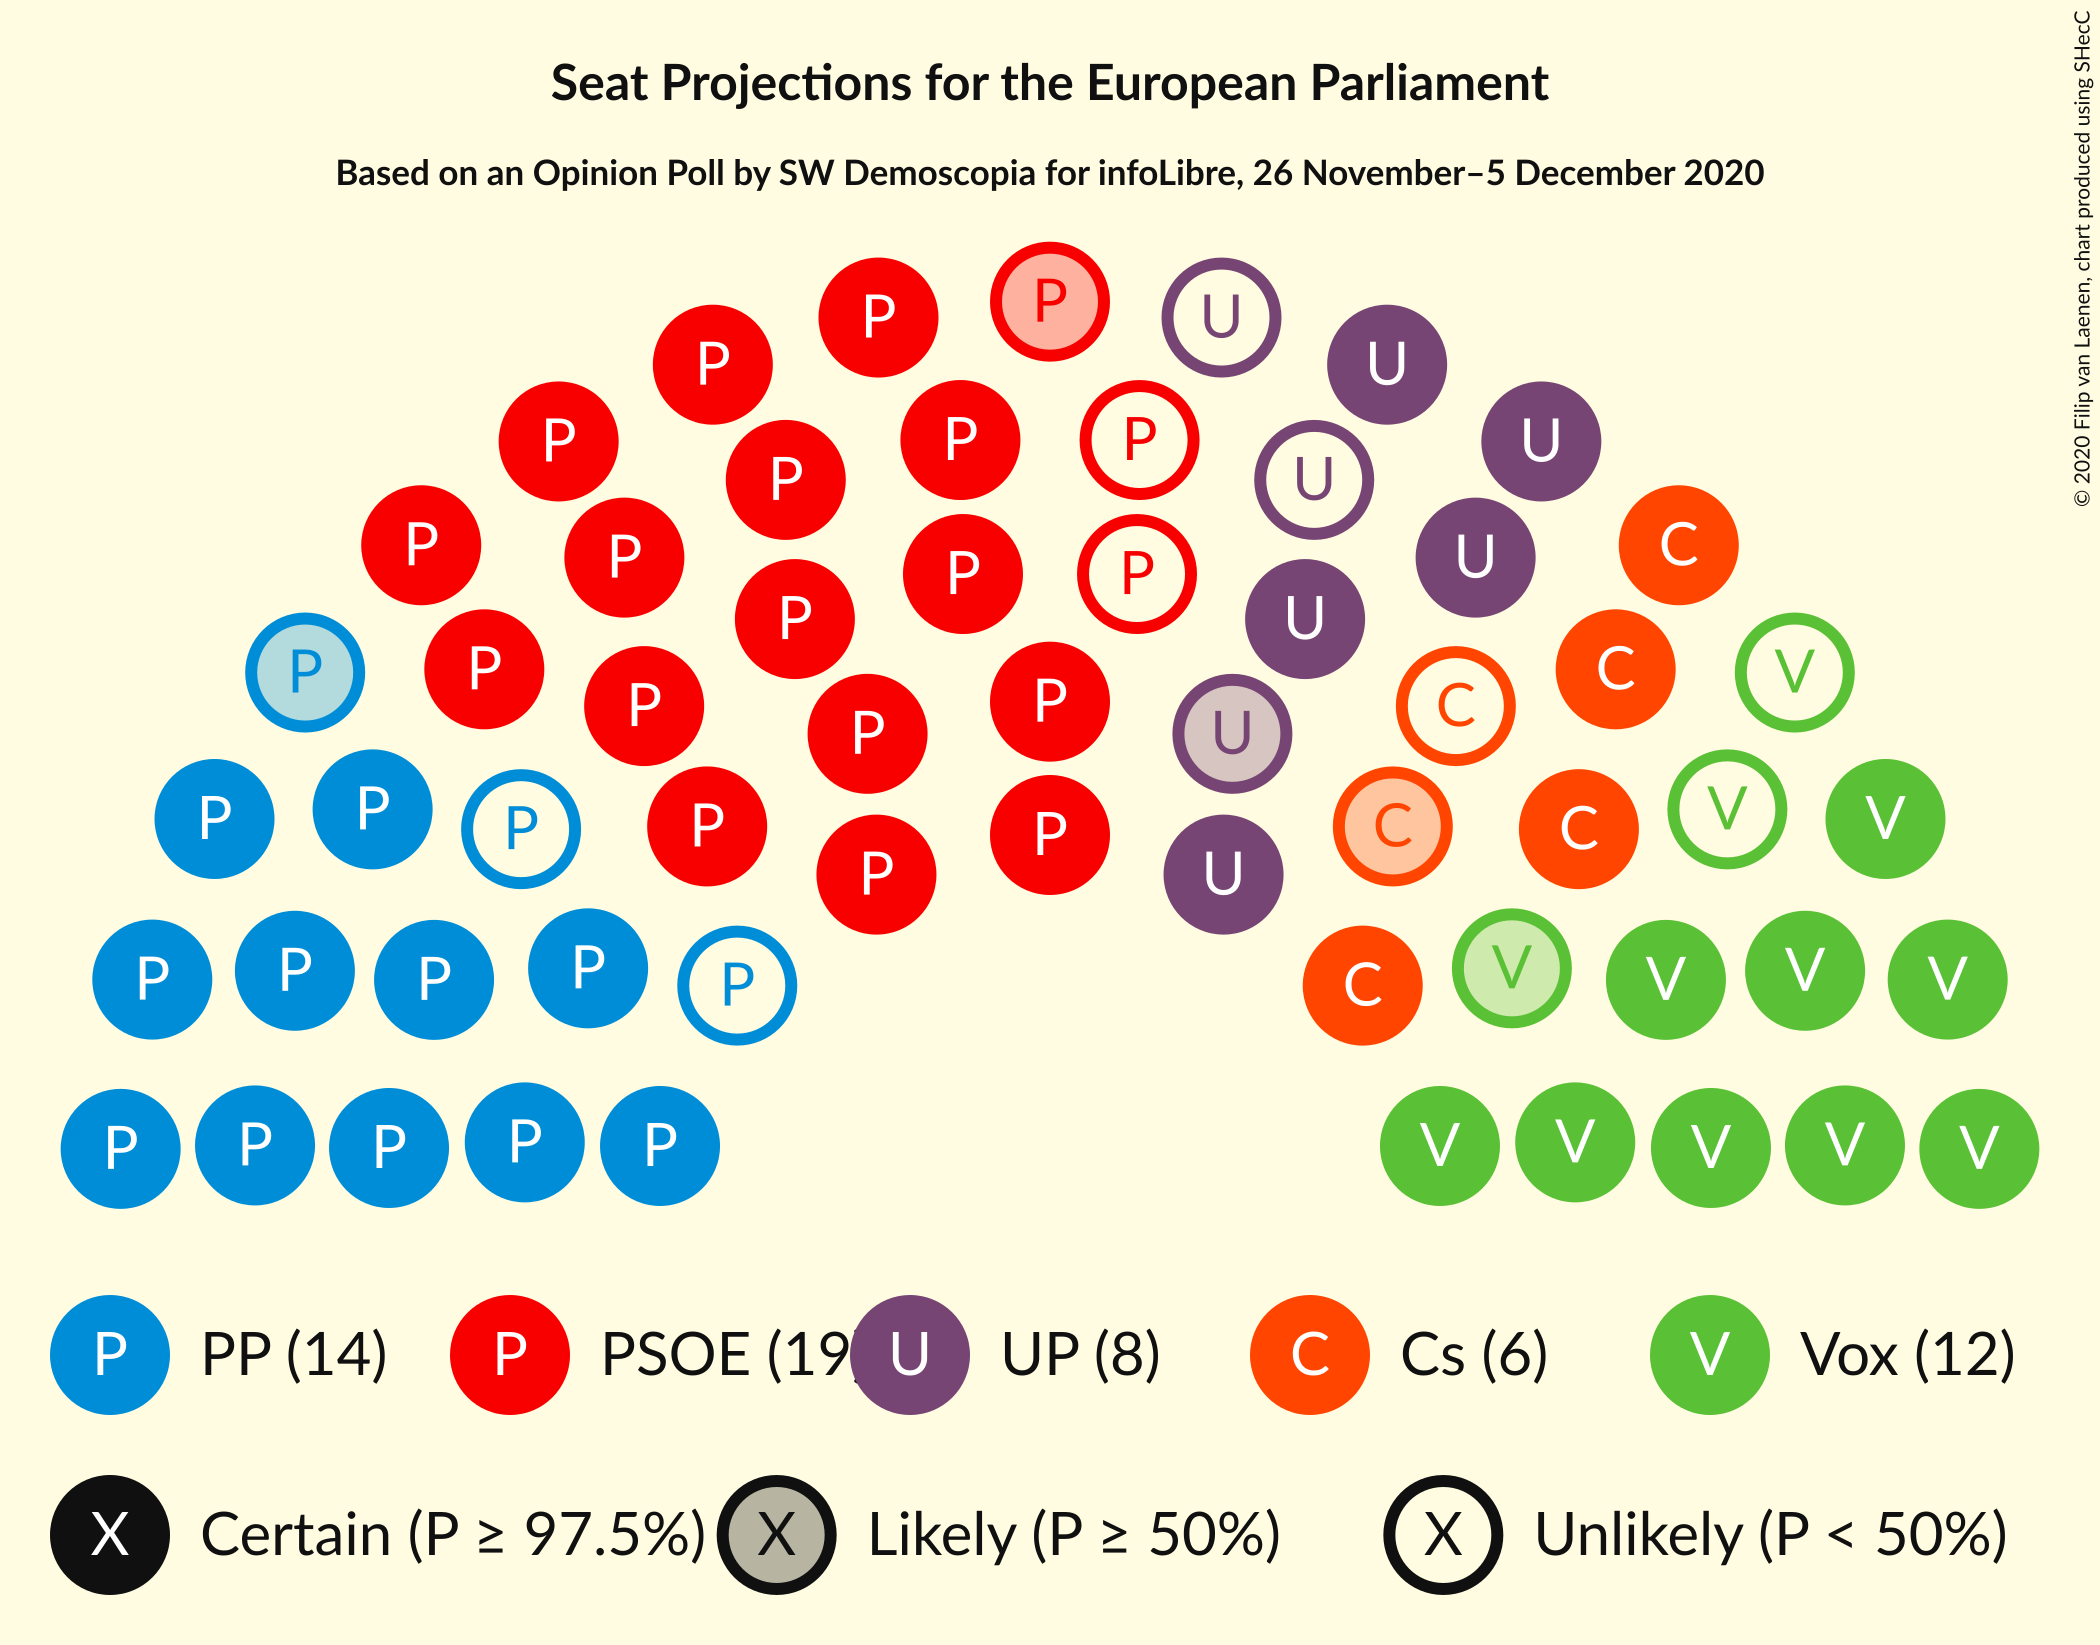 Seat Projections for the European Parliament
Based on an Opinion Poll by SW Demoscopia for infoLibre, 26 November–5 December 2020
© 2020 Filip van Laenen, chart produced using SHecC
P
P U
P U
P U
P P
P U
P U
P P
P U
C
P P
P U
P C
P V
P P
P C
P U
P C
P V
P V
P C
P
P U
P P
P V
P V
P V
P V
P C
P P P P P
V V V V V
P PP (14) P PSOE (19) U UP (8) C Cs (6) V Vox (12)
X Certain (P ≥ 97.5%) X Likely (P ≥ 50%) X Unlikely (P < 50%)